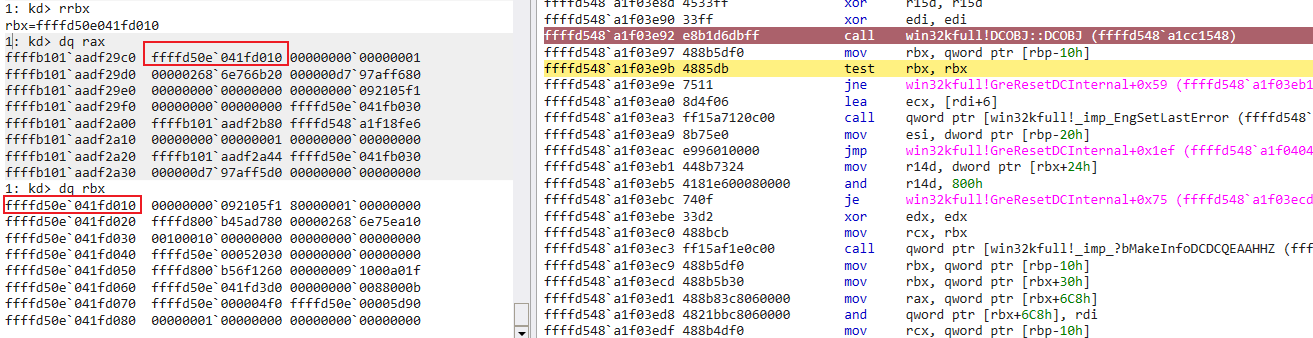 1: kd> rrbx
rbx=ffffd50e041fd010
1: kd> dq rax
ffffb101`aadf29c0 ffffd50e`041fd010 00000000`00000001
ffffb101`aadf29d0 00000268`6e766b20 000000d7`97aff680
ffffb101`aadf29e0 00000000`00000000 00000000`092105f1
ffffb101`aadf29f0 00000000`00000000 ffffd50e`041fb030
ffffb101`aadf2a00 ffffb101`aadf2b80 ffffd548`a1f18fe6
ffffb101`aadf2a10 00000000`00000001 00000000`00000000
ffffb101`aadf2a20 ffffb101`aadf2a44 ffffd50e`041fb030
ffffb101`aadf2a30 000000d7`97aff5d0 00000000`00000000
1: kd> dq rbx
ffffd50e`041fd010 00000000`092105f1 80000001`00000000
ffffd50e`041fd020 ffffd800`b45ad780 00000268`6e75ea10
ffffd50e`041fd030 00100010`00000000 00000000`00000000
ffffd50e`041fd040 ffffd50e`00052030 00000000`00000000
ffffd50e`041fd050 ffffd800`b56f1260 00000009`1000a01f
ffffd50e`041fd060 ffffd50e`041fd3d0 00000000`0088000b
ffffd50e`041fd070 ffffd50e`000004f0 ffffd50e`00005d90
ffffd50e`041fd080 00000001`00000000 00000000`00000000
ffffd548`a1f03e8d 4533ff xor r15d, r15d
ffffd548`a1f03e90 33ff xor edi, edi
ffffd548`a1f03e92 e8b1d6dbff call win32kfull!DCOBJ::DCOBJ (ffffd548`a1cc1548)
ffffd548`a1f03e97 488b5df0 mov rbx, qword ptr [rbp-10h]
ffffd548`a1f03e9b 4885db test rbx, rbx
ffffd548`a1f03e9e 7511 jne win32kfull!GreResetDCInternal+0x59 (ffffd548`a1f03eb1
ffffd548`a1f03ea0 8d4f06 lea ecx, [rdi+6]
ffffd548`a1f03ea3 ff15a7120c00 call qword ptr [win32kfull!_imp_EngSetLastError (ffffd548`
ffffd548`a1f03ea9 8b75e0 mov esi, dword ptr [rbp-20h]
ffffd548`a1f03eac e996010000 jmp win32kfull!GreResetDCInternal+0x1ef (ffffd548`a1f0404
ffffd548`a1f03eb1 448b7324 mov r14d, dword ptr [rbx+24h]
ffffd548`a1f03eb5 4181e600080000 and r14d, 800h
ffffd548`a1f03ebc 740f je win32kfull!GreResetDCInternal+0x75 (ffffd548`a1f03ecd
ffffd548`a1f03ebe 33d2 xor edx, edx
ffffd548`a1f03ec0 488bcb mov rcx, rbx
ffffd548`a1f03ec3 ff15af1e0c00 call qword ptr [win32kfull!_imp_?bMakeInfoDCDCQEAAHHZ (fff
ffffd548`a1f03ec9 488b5df0 mov rbx, qword ptr [rbp-10h]
ffffd548`a1f03ecd 488b5b30 mov rbx, qword ptr [rbx+30h]
ffffd548`a1f03ed1 488b83c8060000 mov rax, qword ptr [rbx+6C8h]
ffffd548`a1f03ed8 4821bbc8060000 and qword ptr [rbx+6C8h], rdi
ffffd548`a1f03edf 488b4df0 mov rcx, qword ptr [rbp-10h]